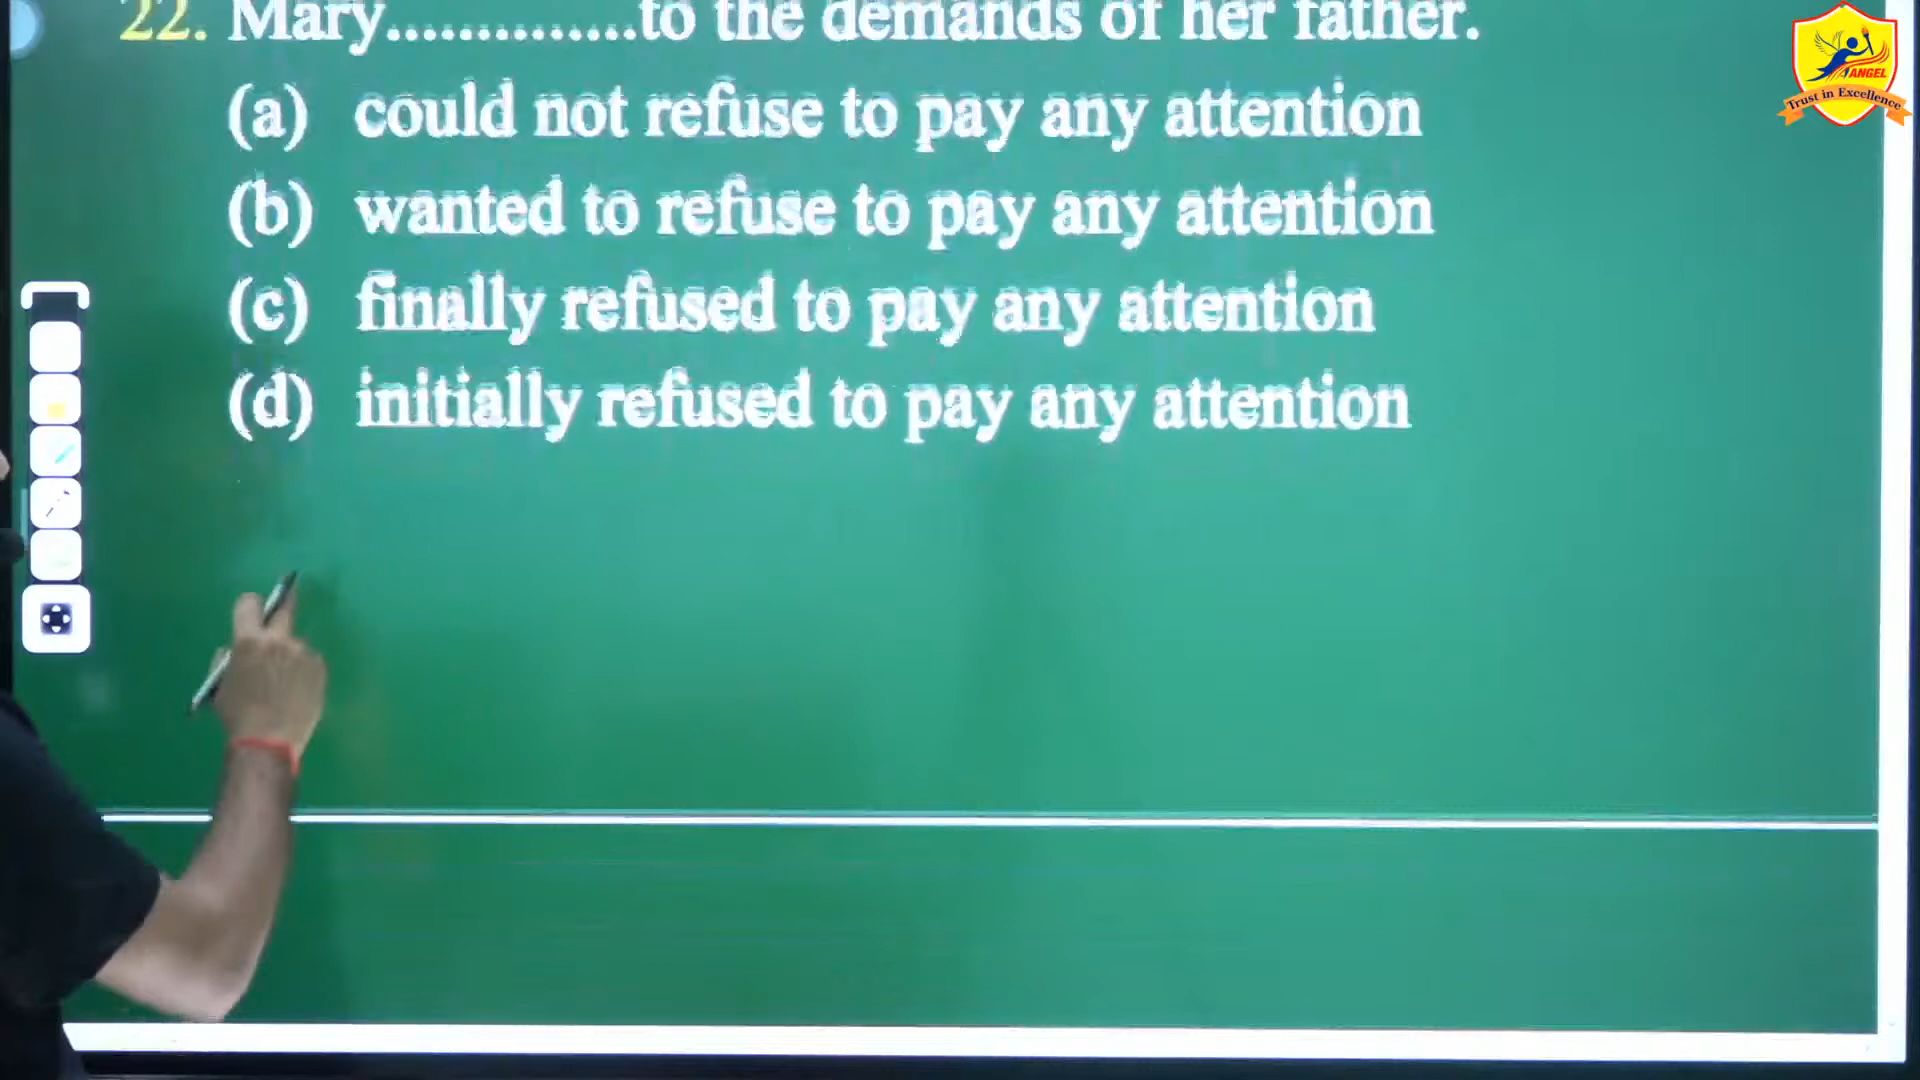 22. Mary..............to the demands of her father.
(a) could not refuse to pay any attention
(b) wanted to refuse to pay any attention
(c) finally refused to pay any attention
(d) initially refused to pay any attention
ANGEL
Trust in Excellence